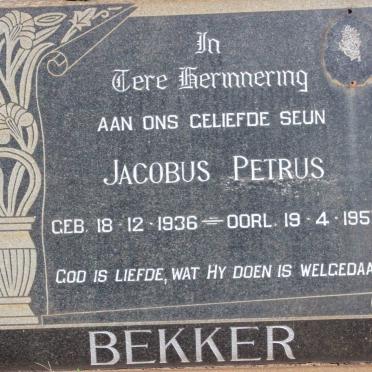 In
Tere Herinnering
AAN ONS GELIEFDE SEUN
JACOBUS PETRUS
GEB. 18·12·1936 — OORL. 19·4·195
GOD IS LIEFDE, WAT HY DOEN IS WELGEDAA
BEKKER